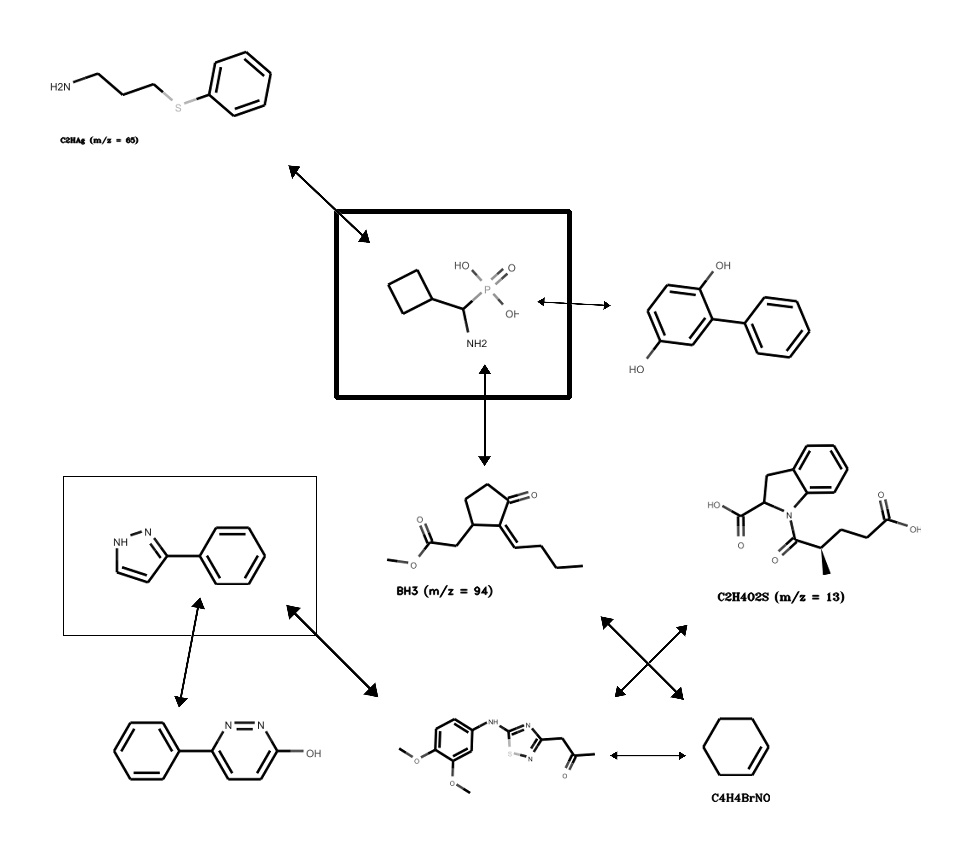 H2N
S
C2HAg (m/z = 65)
HO
O
P
OH
NH2
OH
HO
NH
N
O
O
O
BH3 (m/z = 94)
HO
O
N
O
O
OH
C2H4O2S (m/z = 13)
N
N
OH
NH
N
S
N
O
O
O
C4H4BrNO